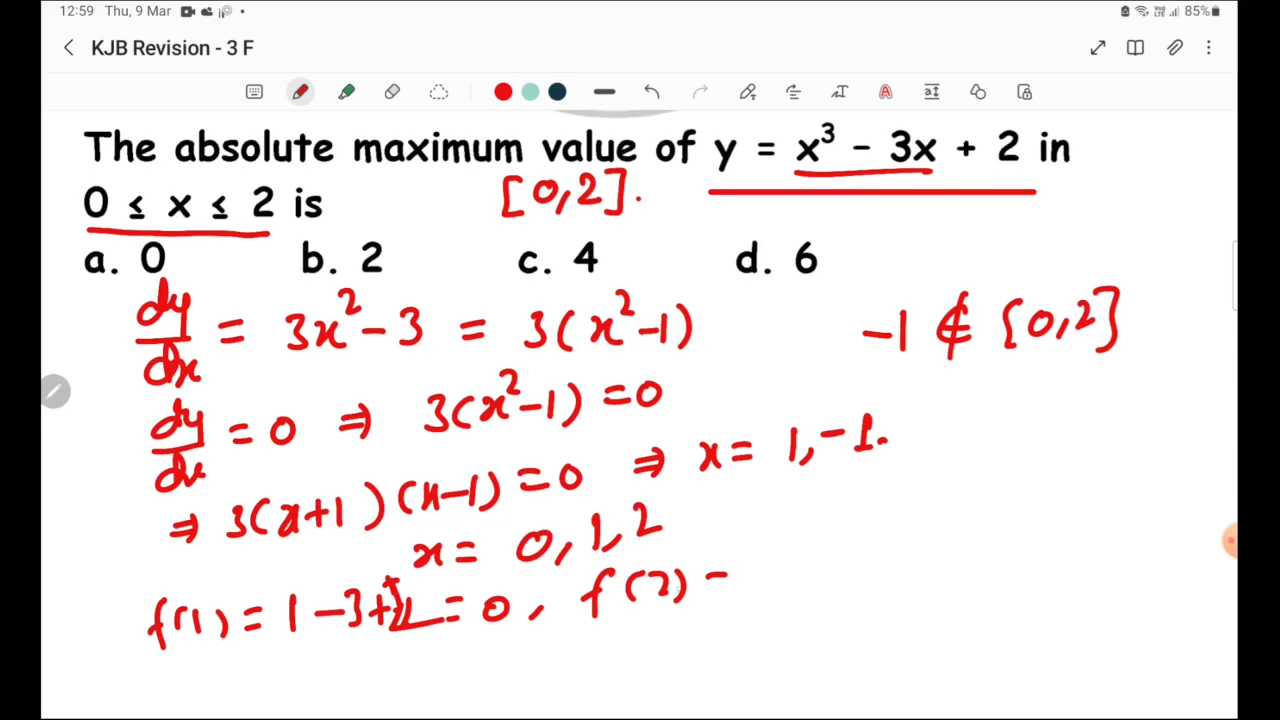 12:59 Thu, 9 Mar 85%
KJB Revision - 3 F
The absolute maximum value of y = x³ - 3x + 2 in
0 ≤ x ≤ 2 is [0,2].
a. 0 b. 2 c. 4 d. 6
dy/dx = 3x² - 3 = 3(x² - 1) -1 ∉ [0,2]
dy/dx = 0 ⇒ 3(x² - 1) = 0
⇒ 3(x+1)(x-1) = 0 ⇒ x = 1, -1.
x = 0, 1, 2
f(1) = 1 - 3 + 2 = 0, f(2) =